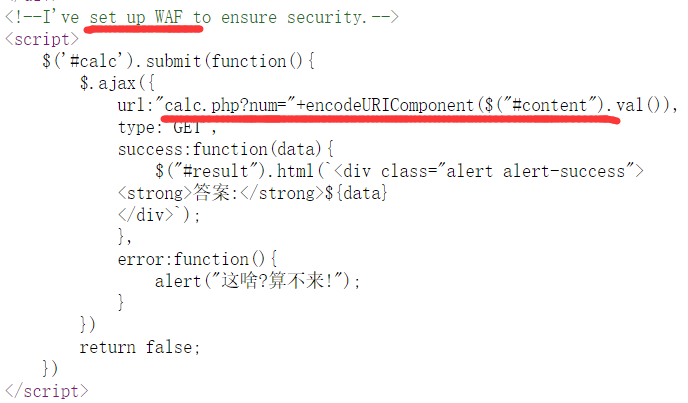 <!--I've set up WAF to ensure security.-->
<script>
    $('#calc').submit(function(){
        $.ajax({
            url:"calc.php?num="+encodeURIComponent($("#content").val()),
            type:'GET',
            success:function(data){
                $("#result").html(`<div class="alert alert-success">
            <strong>答案:</strong>${data}
            </div>`);
            },
            error:function(){
                alert("这啥?算不来!");
            }
        })
        return false;
    })
</script>